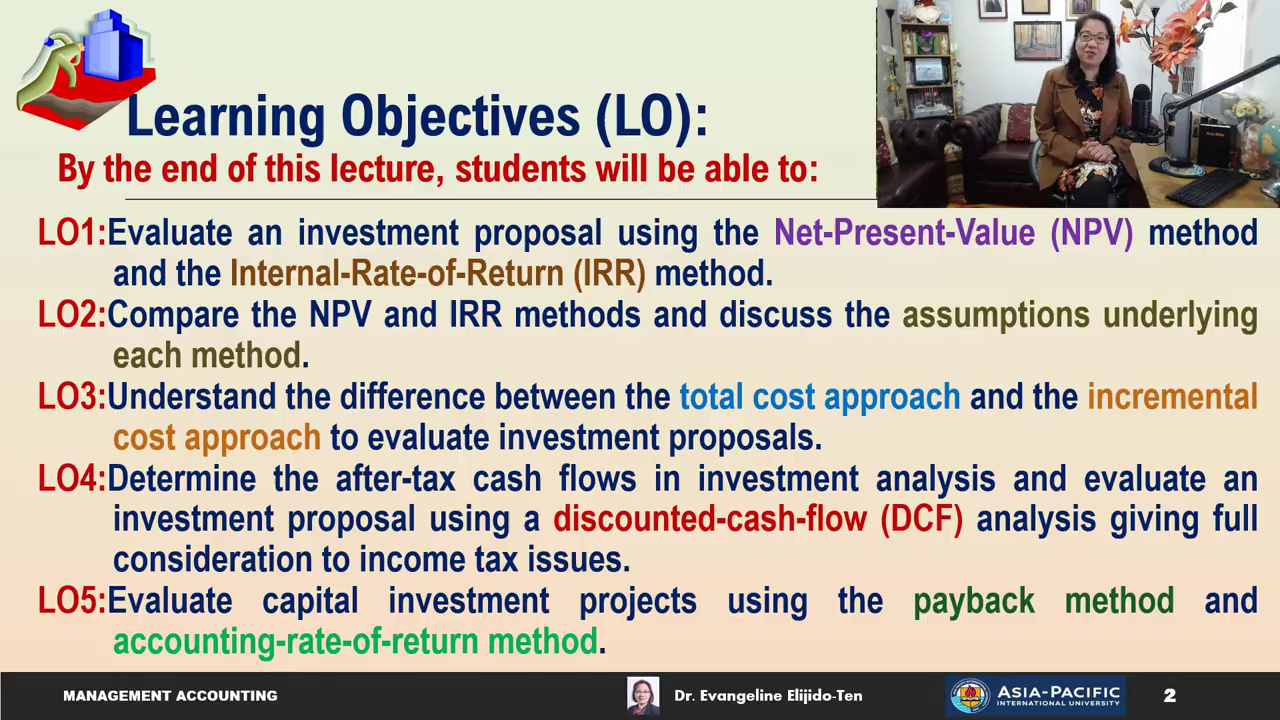 Learning Objectives (LO):
By the end of this lecture, students will be able to:
LO1:Evaluate an investment proposal using the Net-Present-Value (NPV) method
and the Internal-Rate-of-Return (IRR) method.
LO2:Compare the NPV and IRR methods and discuss the assumptions underlying
each method.
LO3:Understand the difference between the total cost approach and the incremental
cost approach to evaluate investment proposals.
LO4:Determine the after-tax cash flows in investment analysis and evaluate an
investment proposal using a discounted-cash-flow (DCF) analysis giving full
consideration to income tax issues.
LO5:Evaluate capital investment projects using the payback method and
accounting-rate-of-return method.
MANAGEMENT ACCOUNTING
Dr. Evangeline Elijido-Ten
ASIA-PACIFIC
INTERNATIONAL UNIVERSITY
2